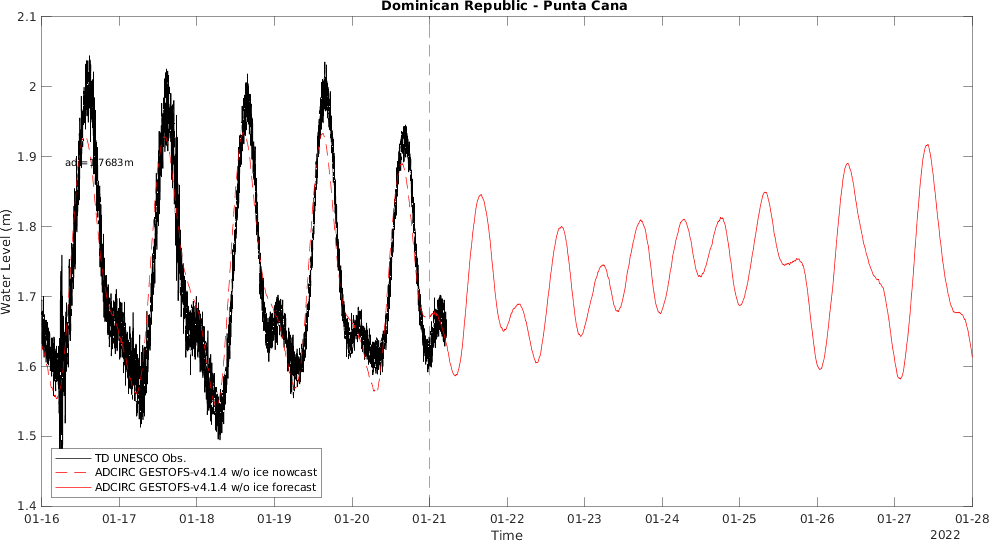 Dominican Republic - Punta Cana
2.1
2
1.9
1.8
1.7
1.6
1.5
1.4
Water Level (m)
TD UNESCO Obs.
ADCIRC GESTOFS-v4.1.4 w/o ice nowcast
ADCIRC GESTOFS-v4.1.4 w/o ice forecast
01-16 01-17 01-18 01-19 01-20 01-21 01-22 01-23 01-24 01-25 01-26 01-27 01-28
Time
2022